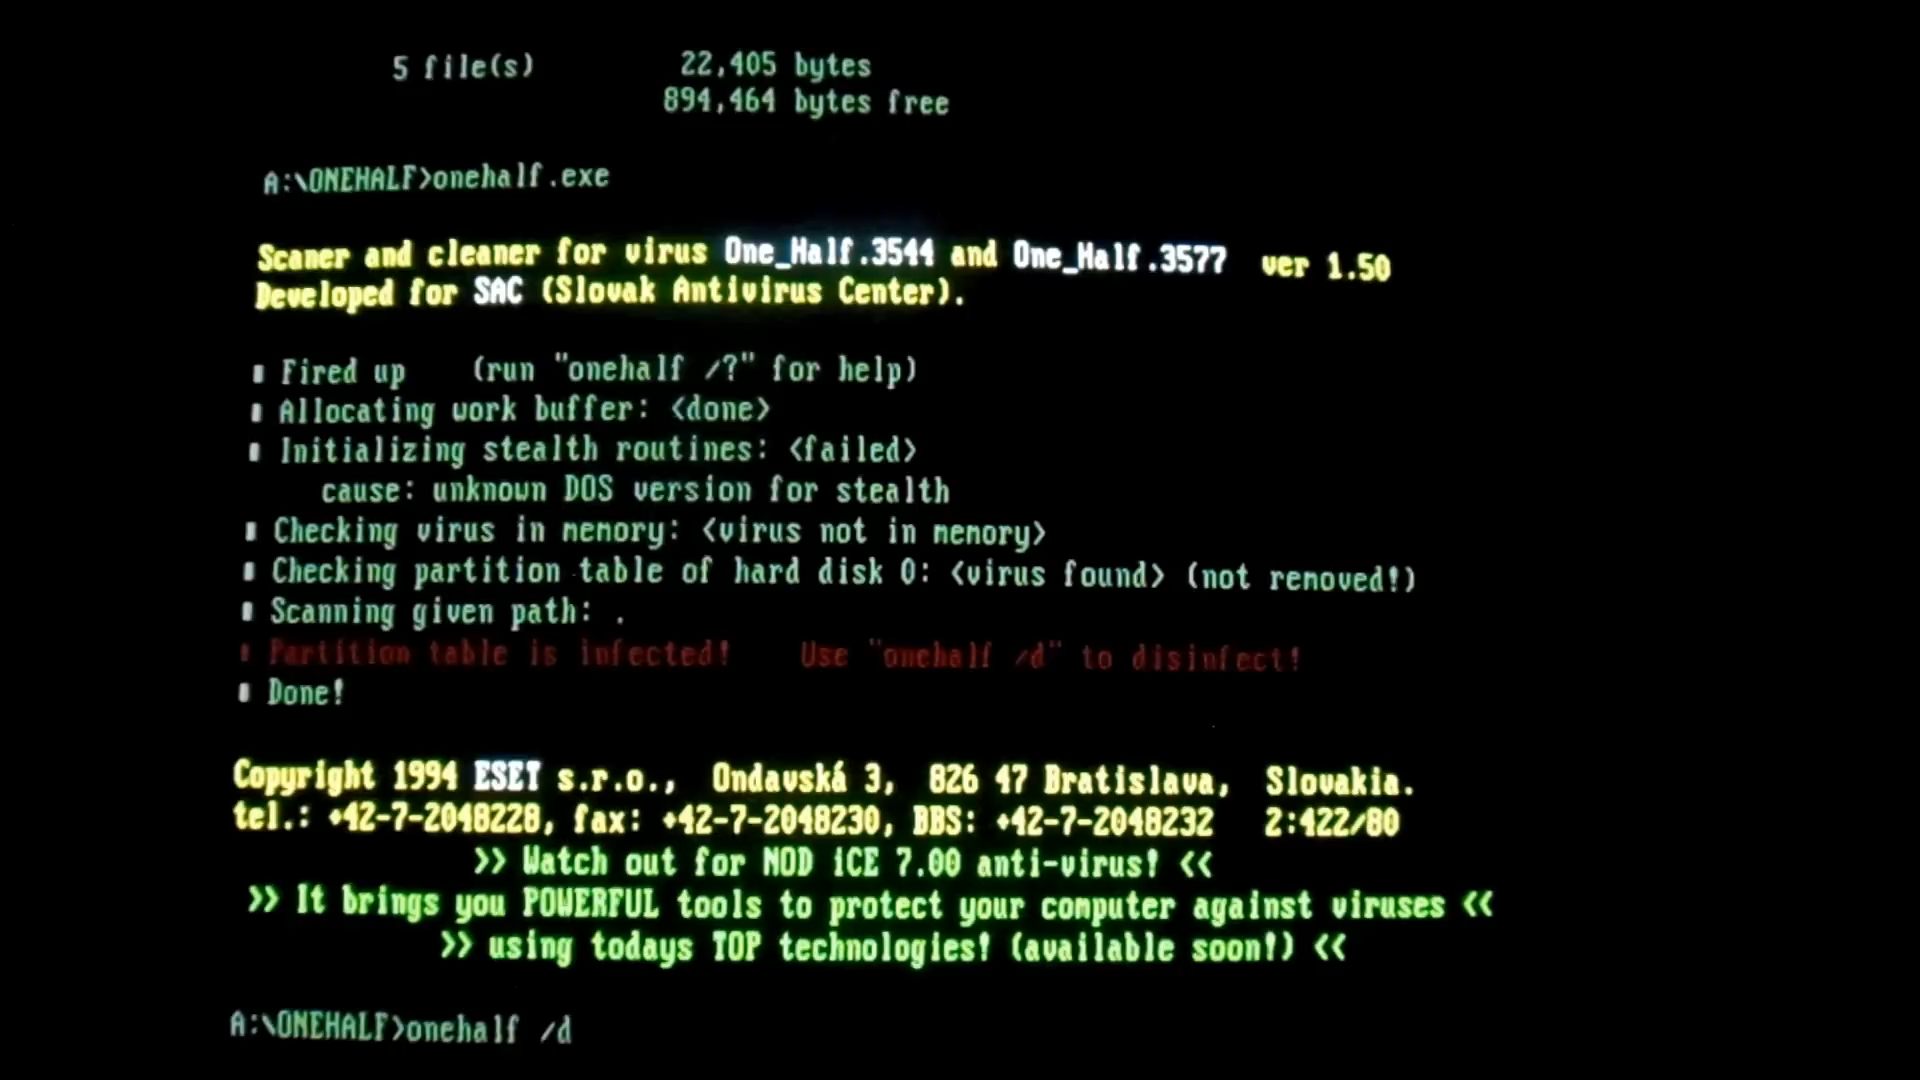 5 file(s) 22,405 bytes
894,464 bytes free
A:\ONEHALF>onehalf.exe
Scaner and cleaner for virus One_Half.3544 and One_Half.3577 ver 1.50
Developed for SAC (Slovak Antivirus Center).
Fired up (run "onehalf /?" for help)
Allocating work buffer: <done>
Initializing stealth routines: <failed>
cause: unknown DOS version for stealth
Checking virus in memory: <virus not in memory>
Checking partition table of hard disk 0: <virus found> (not removed!)
Scanning given path: .
Partition table is infected! Use "onehalf /d" to disinfect!
Done!
Copyright 1994 ESET s.r.o., Ondavská 3, 826 47 Bratislava, Slovakia.
tel.: +42-7-2048228, fax: +42-7-2048230, BBS: +42-7-2048232 2:422/80
>> Watch out for NOD iCE 7.00 anti-virus! <<
>> It brings you POWERFUL tools to protect your computer against viruses <<
>> using todays TOP technologies! (available soon!) <<
A:\ONEHALF>onehalf /d